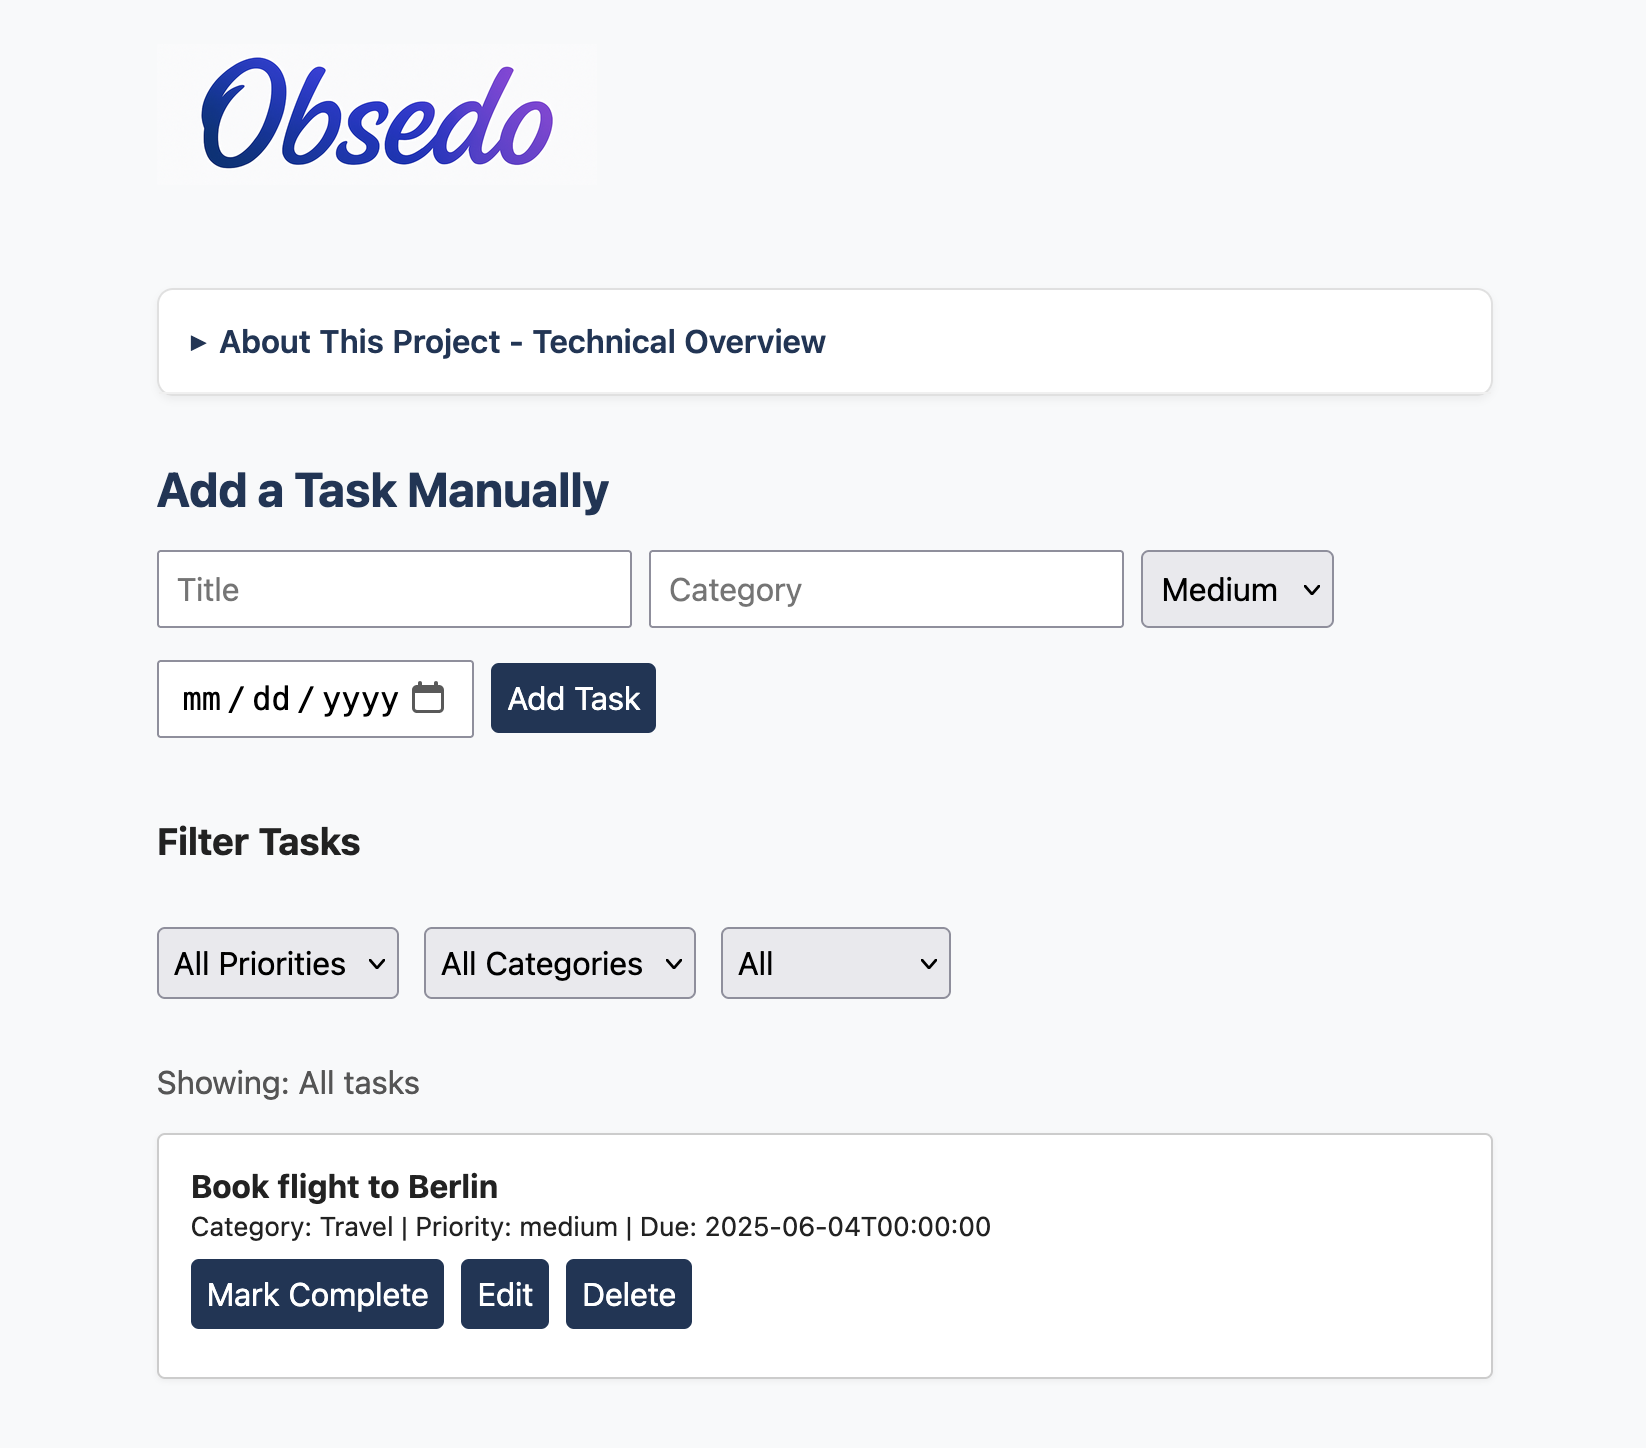 Obsedo
► About This Project - Technical Overview
Add a Task Manually
Title Category Medium
mm/dd/yyyy Add Task
Filter Tasks
All Priorities All Categories All
Showing: All tasks
Book flight to Berlin
Category: Travel | Priority: medium | Due: 2025-06-04T00:00:00
Mark Complete Edit Delete